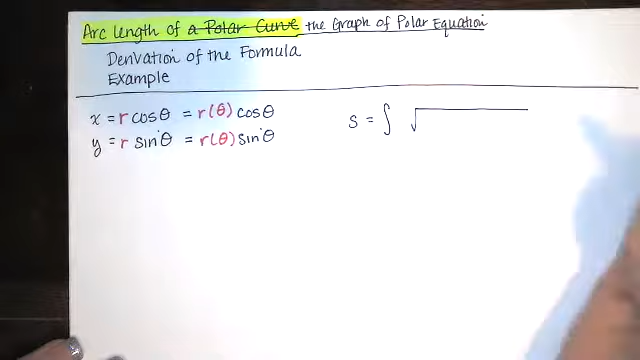 Arc Length of a Polar Curve the Graph of Polar Equation
Derivation of the Formula
Example
x = r cosθ = r(θ) cosθ
y = r sinθ = r(θ) sinθ
s = ∫ √